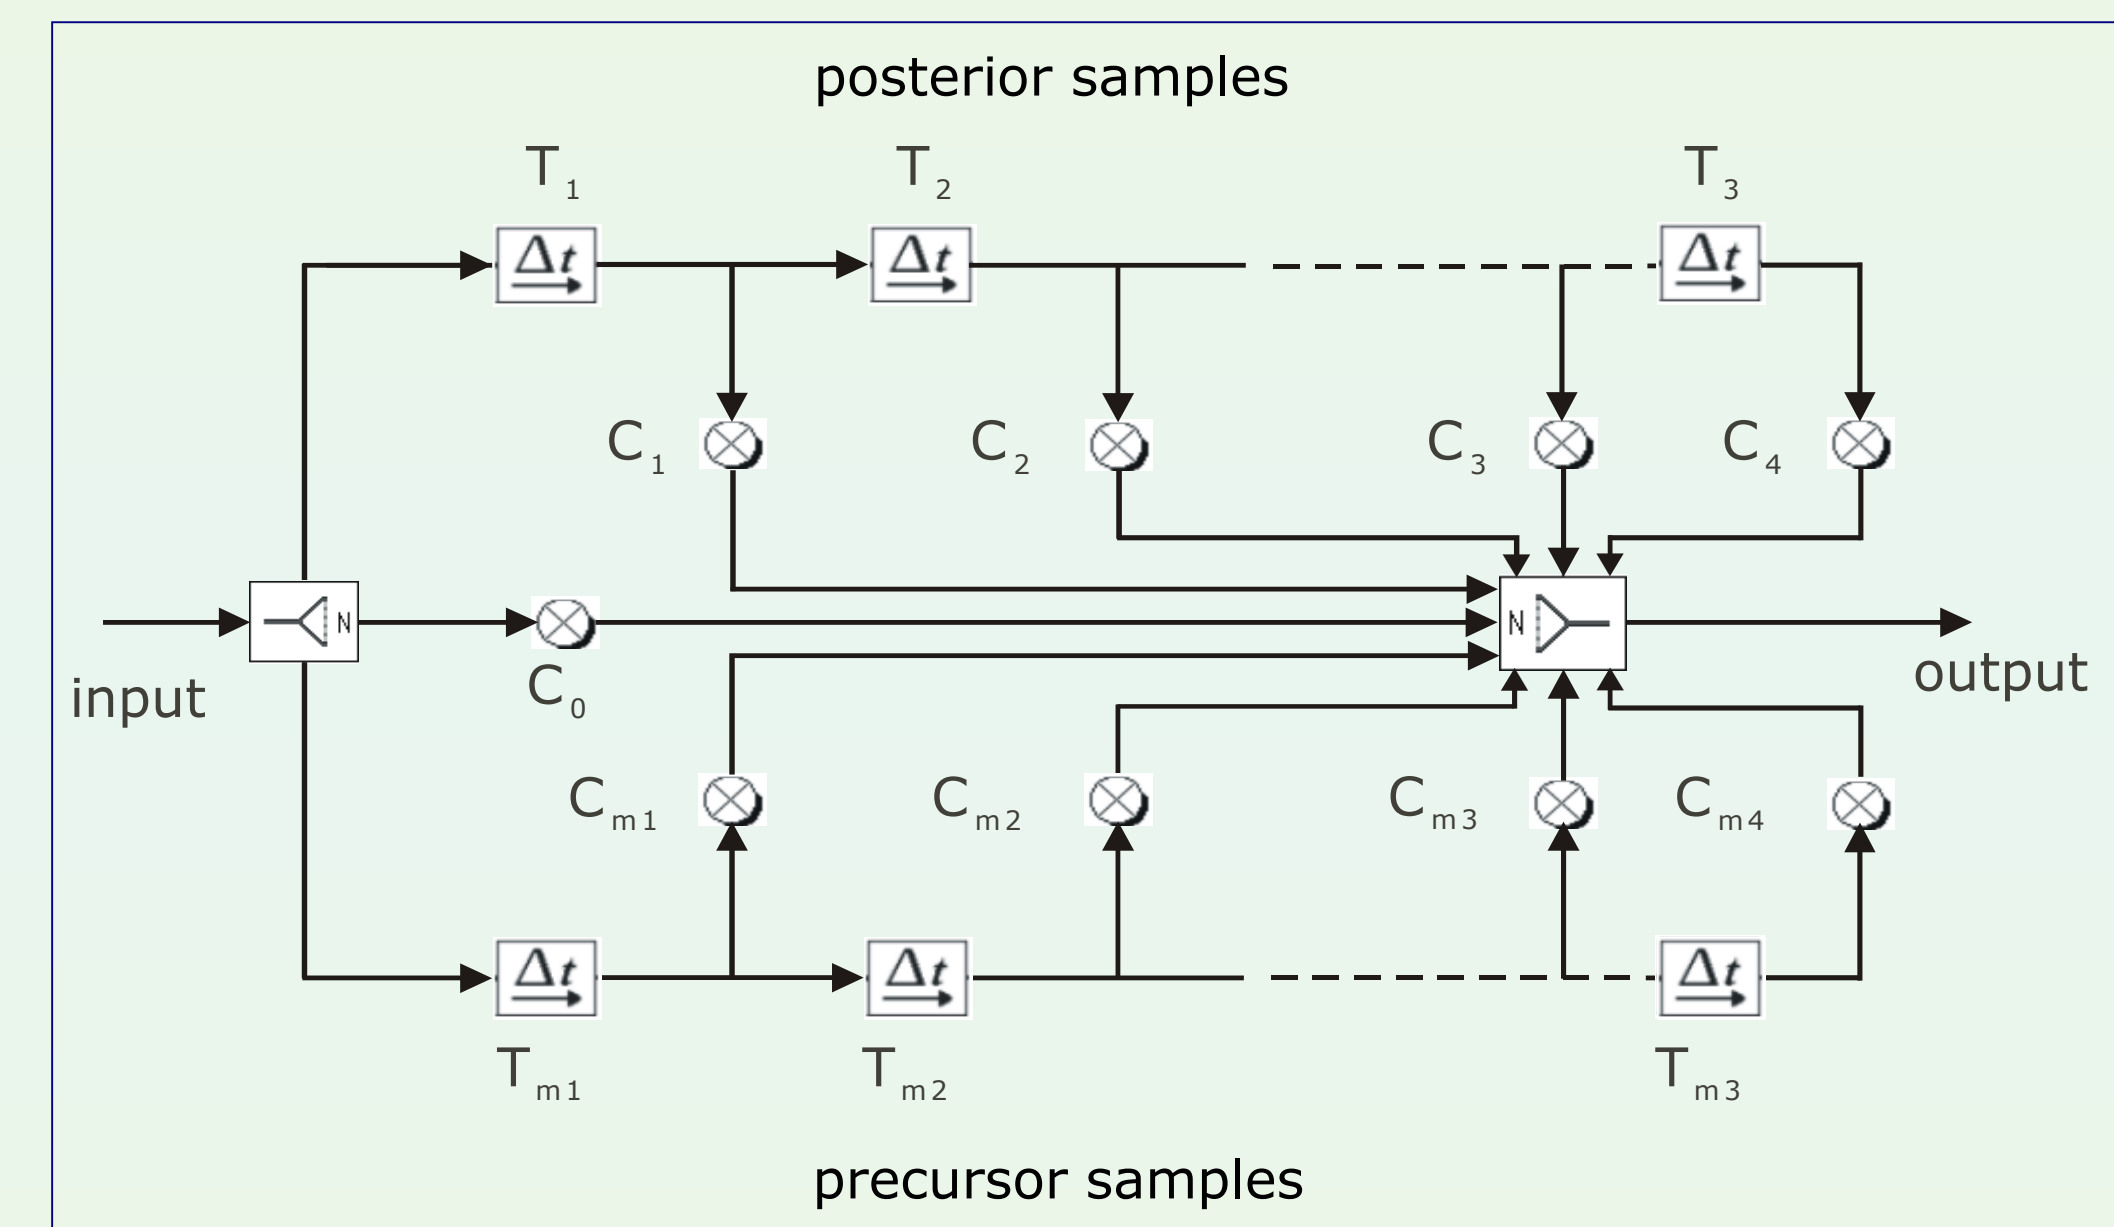 posterior samples
T1 T2 T3
Δt Δt Δt
C1 C2 C3 C4
N N
input C0 output
Cm1 Cm2 Cm3 Cm4
Δt Δt Δt
Tm1 Tm2 Tm3
precursor samples